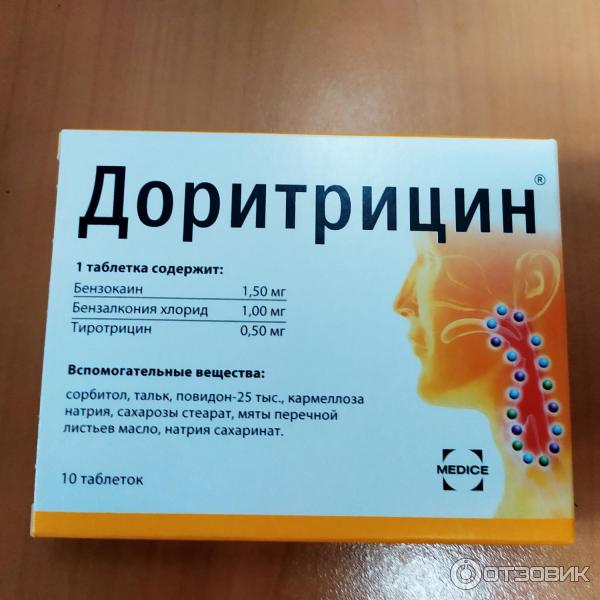 Доритрицин®
1 таблетка содержит:
Бензокаин 1,50 мг
Бензалкония хлорид 1,00 мг
Тиротрицин 0,50 мг
Вспомогательные вещества:
сорбитол, тальк, повидон-25 тыс., кармеллоза
натрия, сахарозы стеарат, мяты перечной
листьев масло, натрия сахаринат.
MEDICE
10 таблеток
ОТЗОВИК